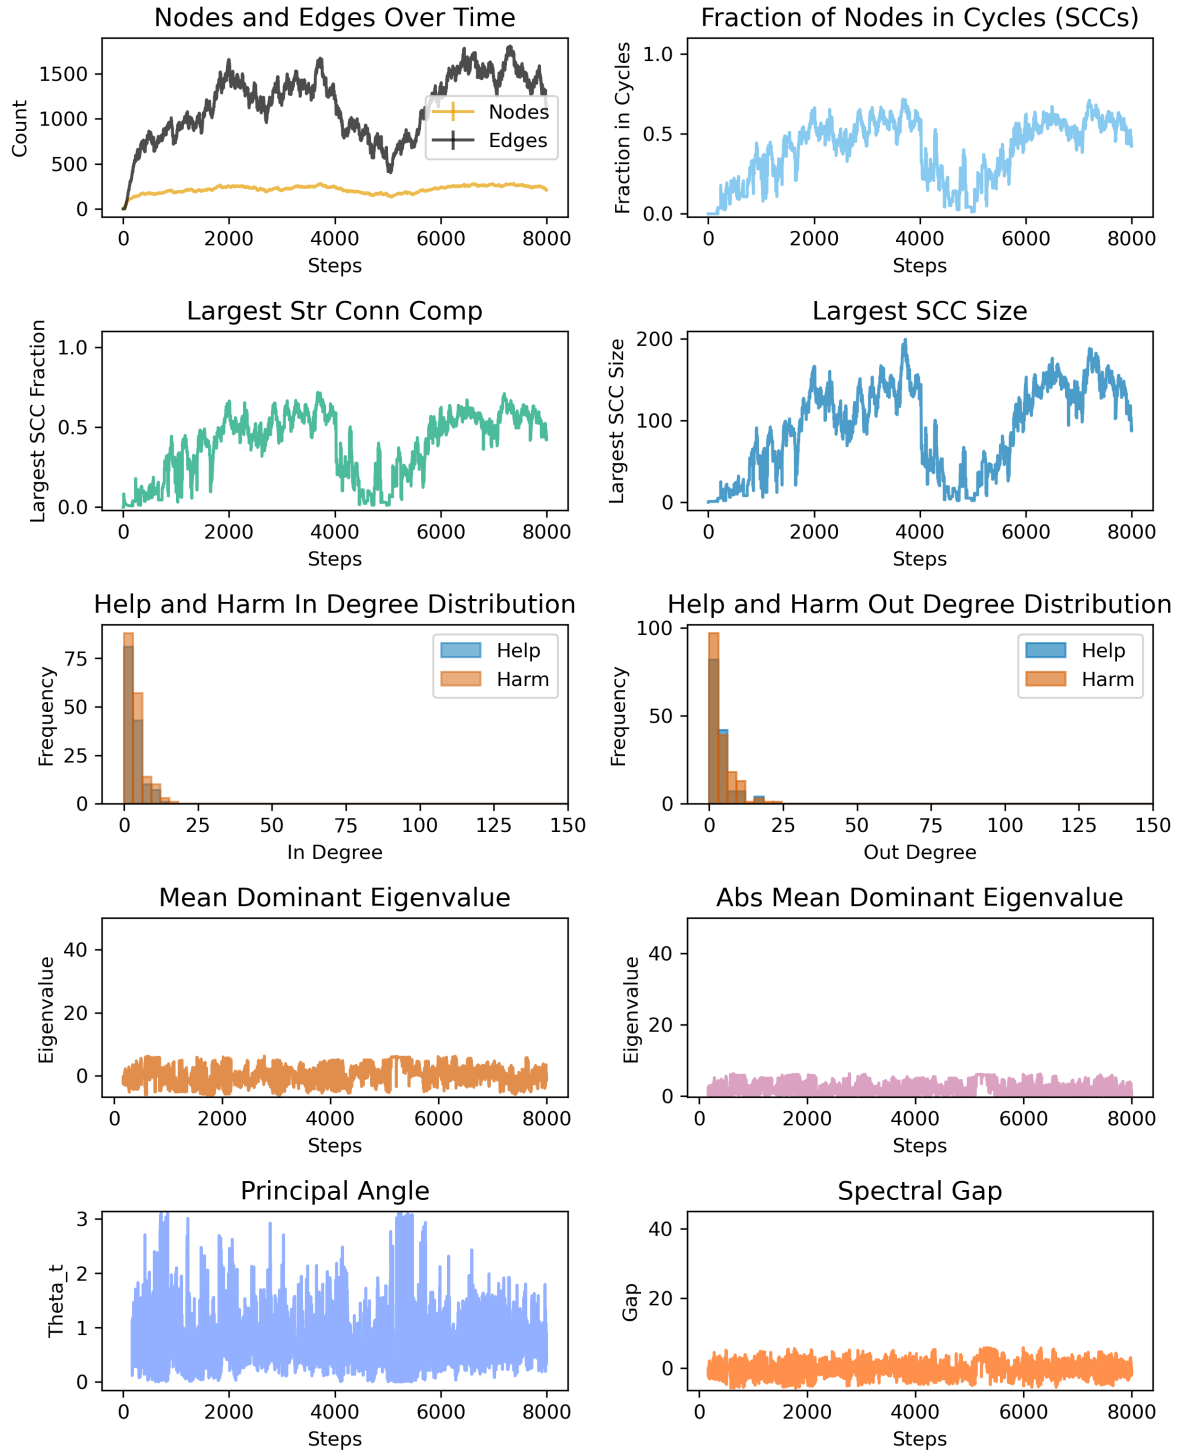 Nodes and Edges Over Time
Count
1500
1000
500
0
Nodes
Edges
0 2000 4000 6000 8000
Steps
Fraction of Nodes in Cycles (SCCs)
Fraction in Cycles
1.0
0.5
0.0
0 2000 4000 6000 8000
Steps
Largest Str Conn Comp
Largest SCC Fraction
1.0
0.5
0.0
0 2000 4000 6000 8000
Steps
Largest SCC Size
Largest SCC Size
200
100
0
0 2000 4000 6000 8000
Steps
Help and Harm In Degree Distribution
Frequency
75
50
25
0
Help
Harm
0 25 50 75 100 125 150
In Degree
Help and Harm Out Degree Distribution
Frequency
100
50
0
Help
Harm
0 25 50 75 100 125 150
Out Degree
Mean Dominant Eigenvalue
Eigenvalue
40
20
0
0 2000 4000 6000 8000
Steps
Abs Mean Dominant Eigenvalue
Eigenvalue
40
20
0
0 2000 4000 6000 8000
Steps
Principal Angle
Theta_t
3
2
1
0
0 2000 4000 6000 8000
Steps
Spectral Gap
Gap
40
20
0
0 2000 4000 6000 8000
Steps